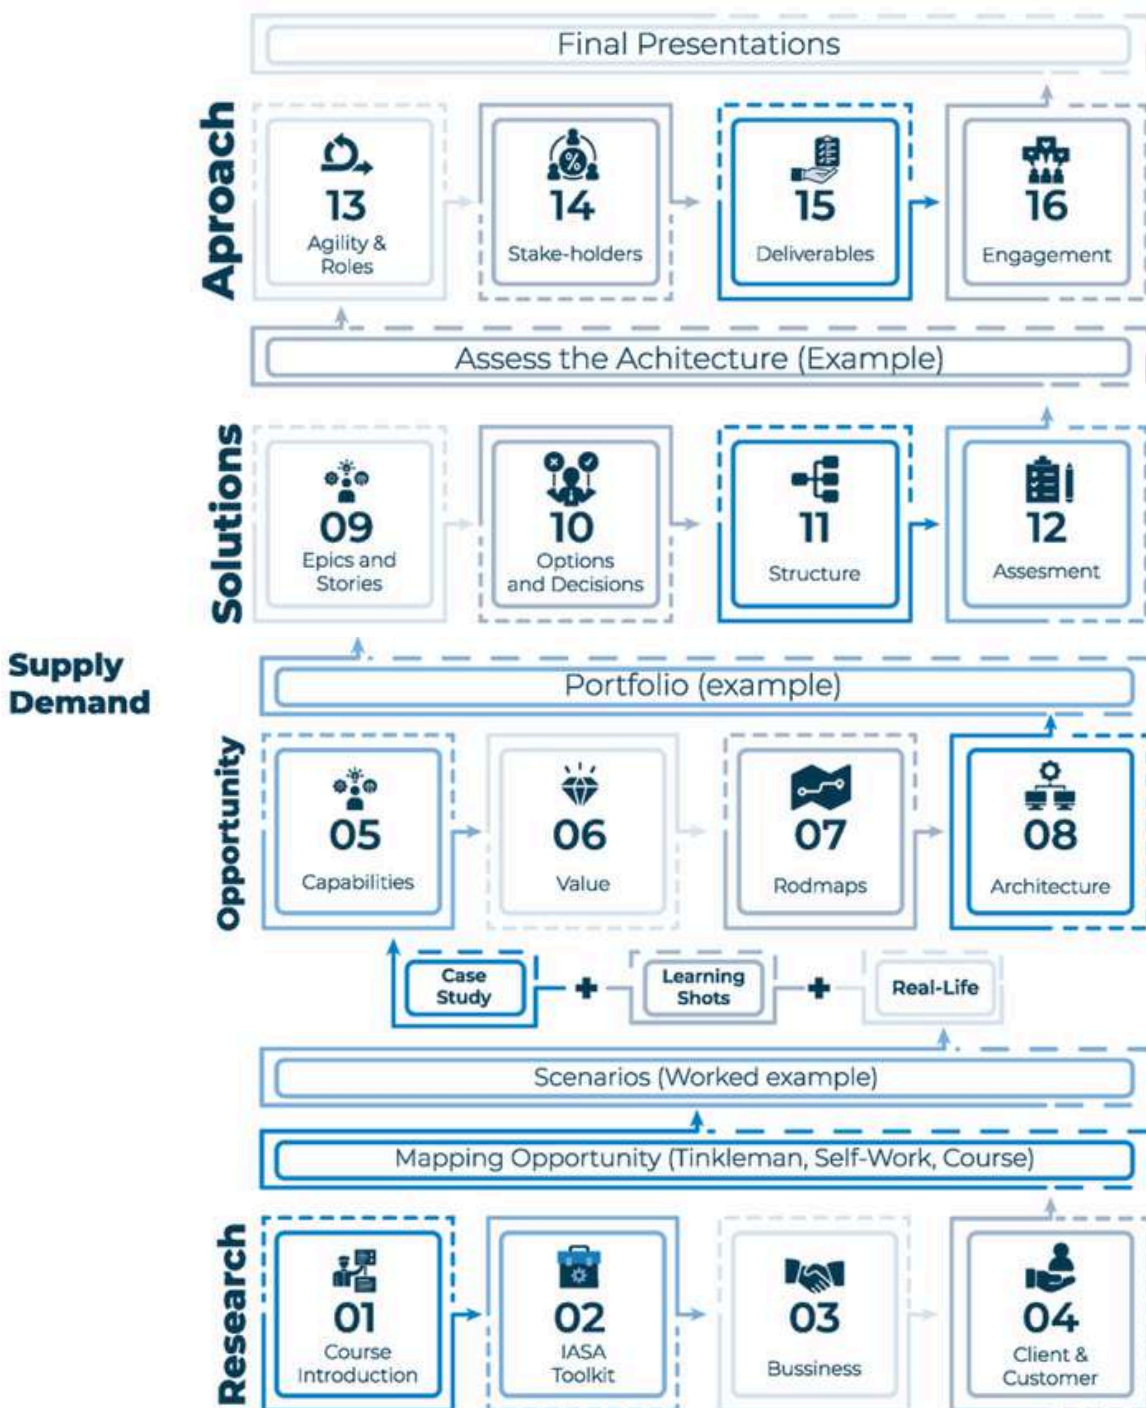 Final Presentations
Aproach
13
Agility &
Roles
14
Stake-holders
15
Deliverables
16
Engagement
Assess the Achitecture (Example)
Solutions
09
Epics and
Stories
10
Options
and Decisions
11
Structure
12
Assesment
Supply
Demand
Portfolio (example)
Opportunity
05
Capabilities
06
Value
07
Rodmaps
08
Architecture
Case
Study
+
Learning
Shots
+
Real-Life
Scenarios (Worked example)
Mapping Opportunity (Tinkleman, Self-Work, Course)
Research
01
Course
Introduction
02
IASA
Toolkit
03
Bussiness
04
Client &
Customer